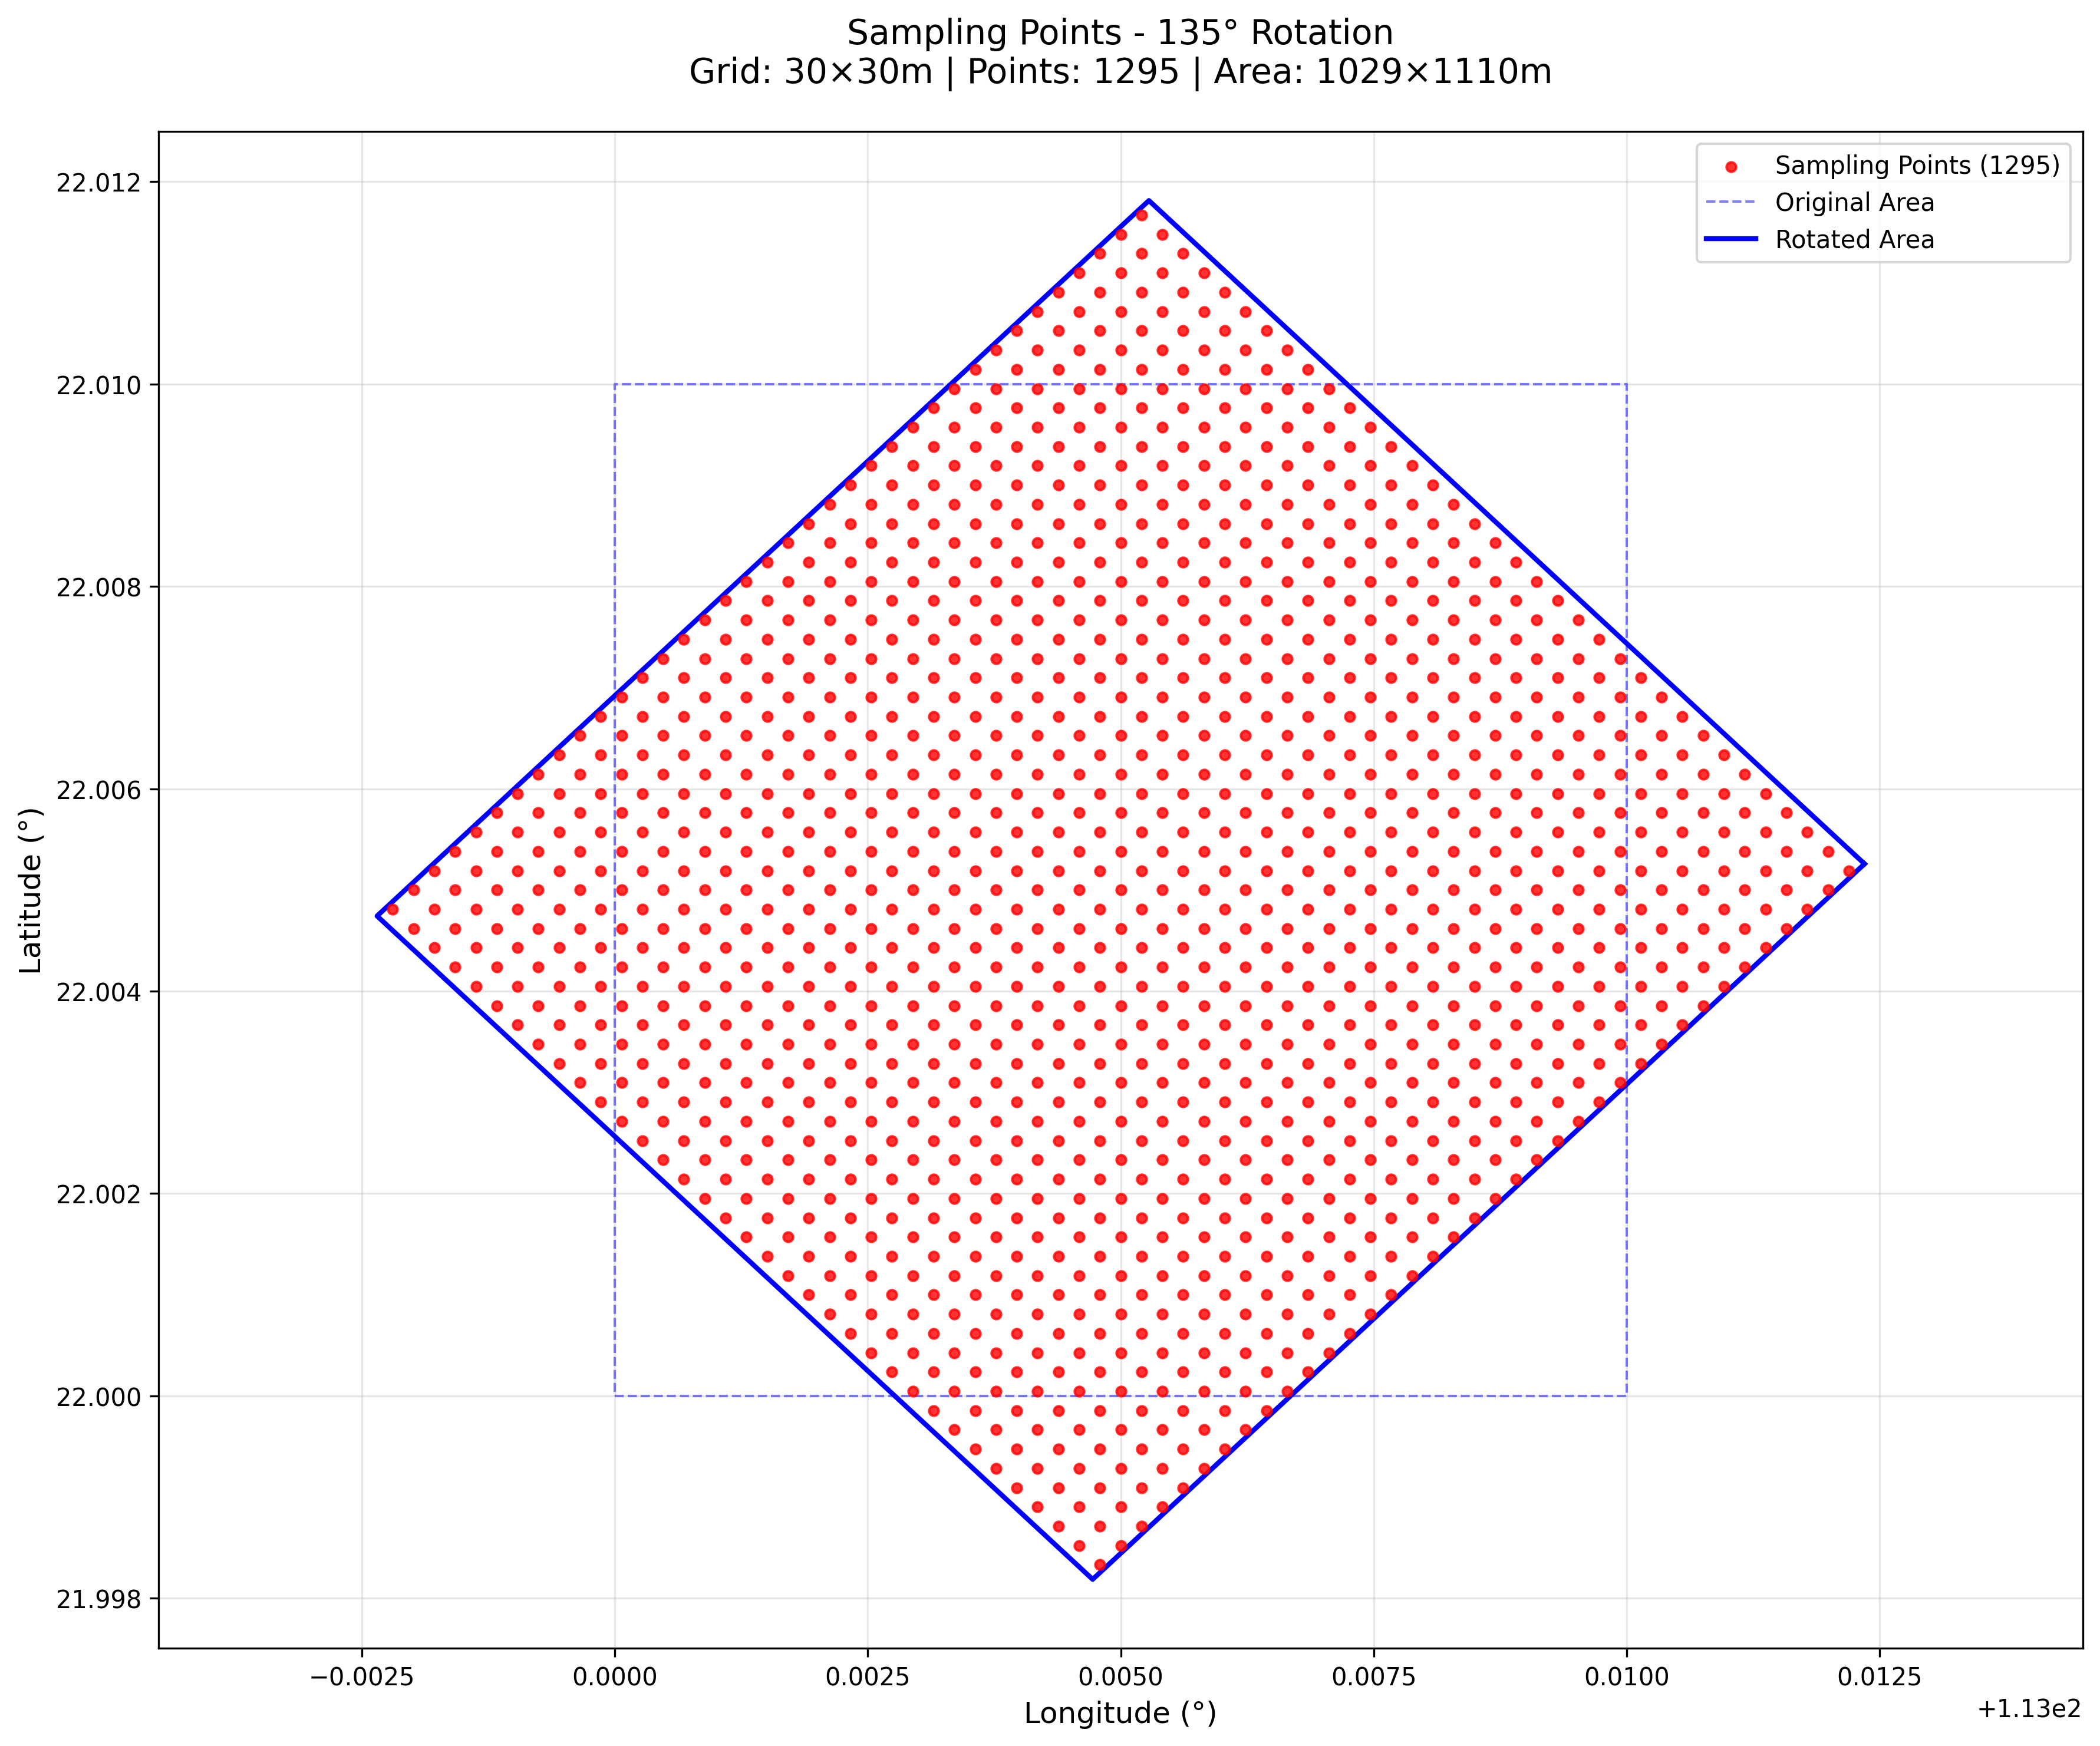 Sampling Points - 135° Rotation
Grid: 30×30m | Points: 1295 | Area: 1029×1110m
Sampling Points (1295)
Original Area
Rotated Area
22.012
22.010
22.008
22.006
22.004
22.002
22.000
21.998
Latitude (°)
−0.0025
0.0000
0.0025
0.0050
0.0075
0.0100
0.0125
Longitude (°)
+1.13e2